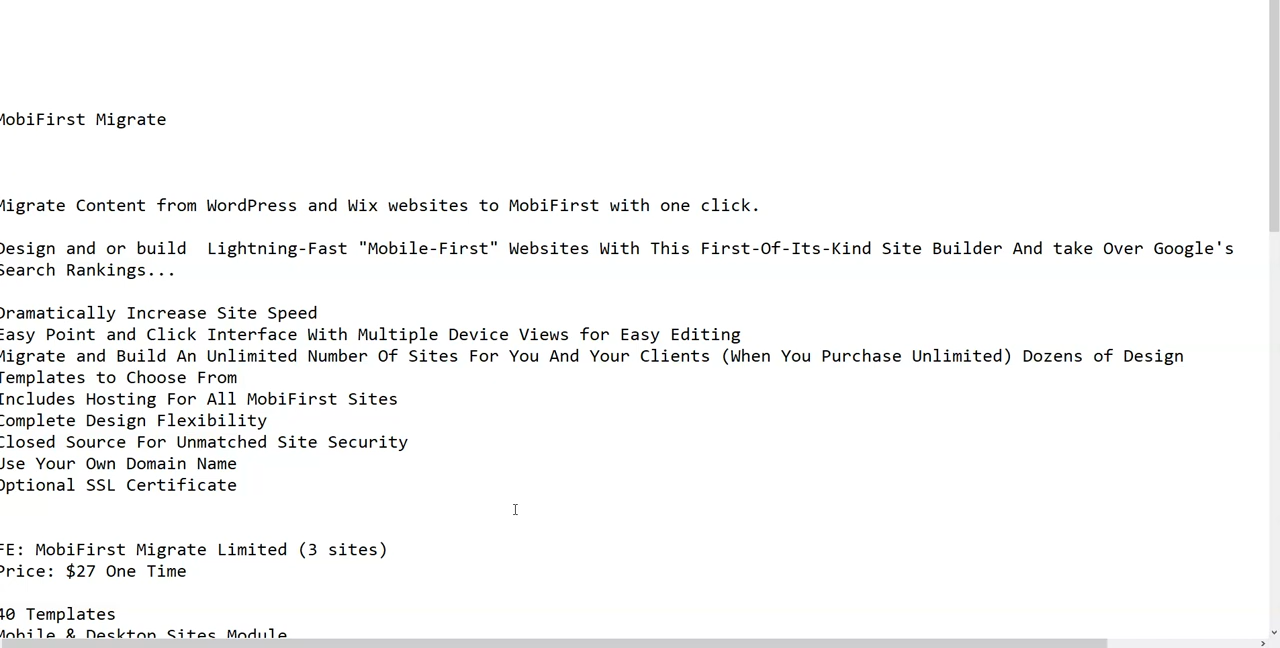 MobiFirst Migrate
Migrate Content from WordPress and Wix websites to MobiFirst with one click.
Design and or build  Lightning-Fast "Mobile-First" Websites With This First-Of-Its-Kind Site Builder And take Over Google's
Search Rankings...
Dramatically Increase Site Speed
Easy Point and Click Interface With Multiple Device Views for Easy Editing
Migrate and Build An Unlimited Number Of Sites For You And Your Clients (When You Purchase Unlimited) Dozens of Design
Templates to Choose From
Includes Hosting For All MobiFirst Sites
Complete Design Flexibility
Closed Source For Unmatched Site Security
Use Your Own Domain Name
Optional SSL Certificate
FE: MobiFirst Migrate Limited (3 sites)
Price: $27 One Time
40 Templates
Mobile & Desktop Sites Module